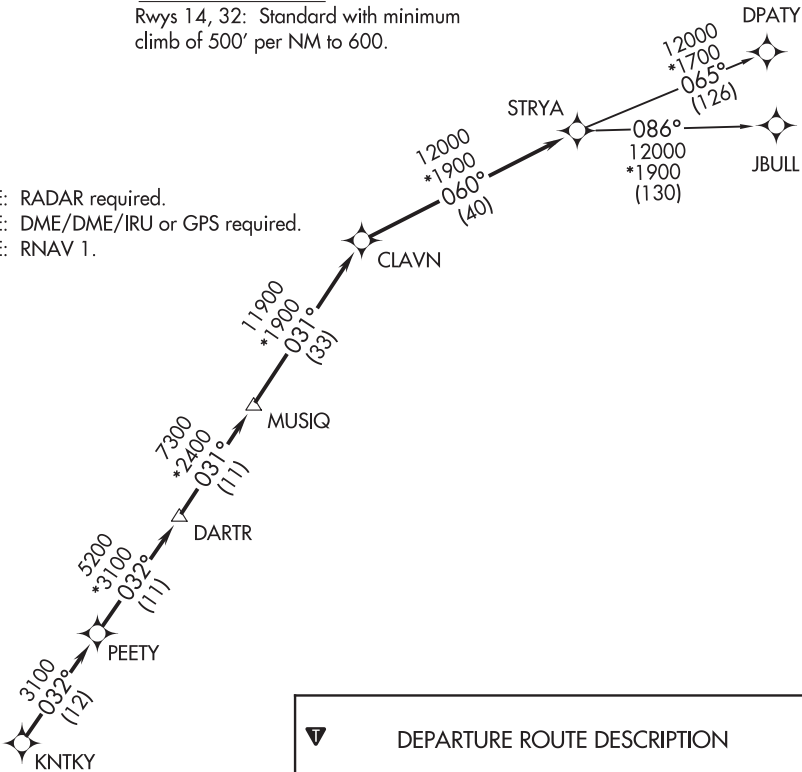 Rwys 14, 32: Standard with minimum
climb of 500' per NM to 600.
DPATY
12000
*1700
065°
(126)
STRYA
086°
12000
*1900
(130)
JBULL
12000
*1900
060°
(40)
E: RADAR required.
E: DME/DME/IRU or GPS required.
E: RNAV 1.
CLAVN
11900
*1900
031°
(33)
MUSIQ
7300
*2400
031°
(11)
DARTR
5200
*3100
032°
(11)
PEETY
3100
032°
(12)
KNTKY
T
DEPARTURE ROUTE DESCRIPTION